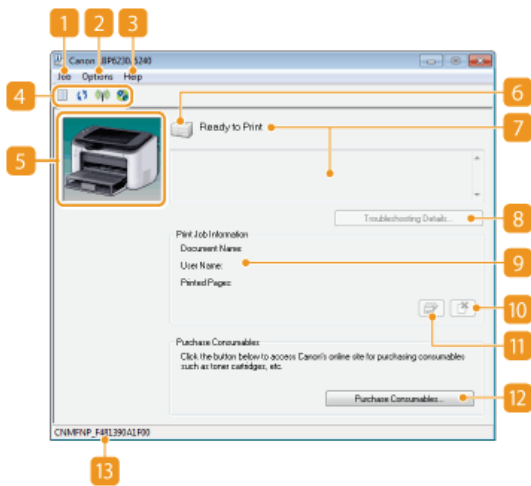 1
2
3
Canon LBP6230/6240
Job Options Help
4
5
6
Ready to Print
7
Troubleshooting Details...
8
Print Job Information
Document Name:
User Name:
9
Printed Pages:
10
11
Purchase Consumables
Click the button below to access Canon's online site for purchasing consumables
such as toner cartridges, etc.
Purchase Consumables...
12
CNMFNP_F481390A1F00
13